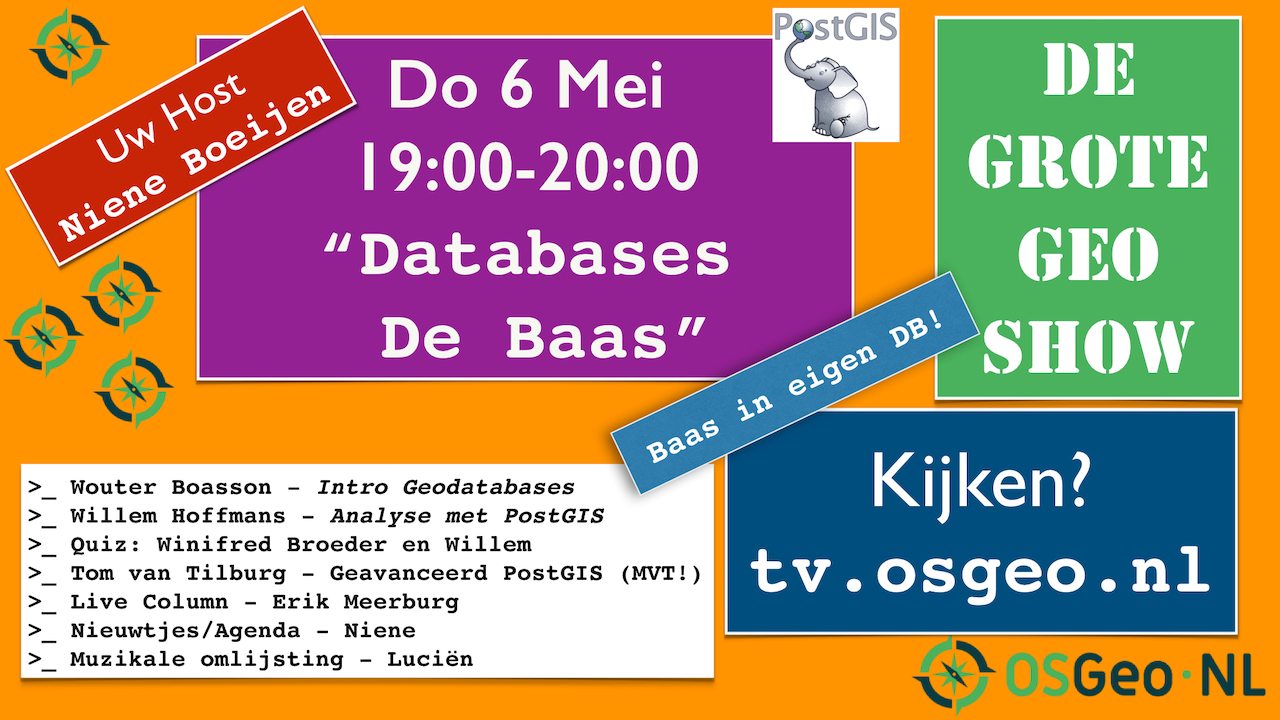 Uw Host
Niene Boeijen
Do 6 Mei
19:00-20:00
“Databases
De Baas”
PostGIS
DE
GROTE
GEO
SHOW
Baas in eigen DB!
Kijken?
tv.osgeo.nl
>_ Wouter Boasson - Intro Geodatabases
>_ Willem Hoffmans - Analyse met PostGIS
>_ Quiz: Winifred Broeder en Willem
>_ Tom van Tilburg - Geavanceerd PostGIS (MVT!)
>_ Live Column - Erik Meerburg
>_ Nieuwtjes/Agenda - Niene
>_ Muzikale omlijsting - Luciën
OSGeo·NL